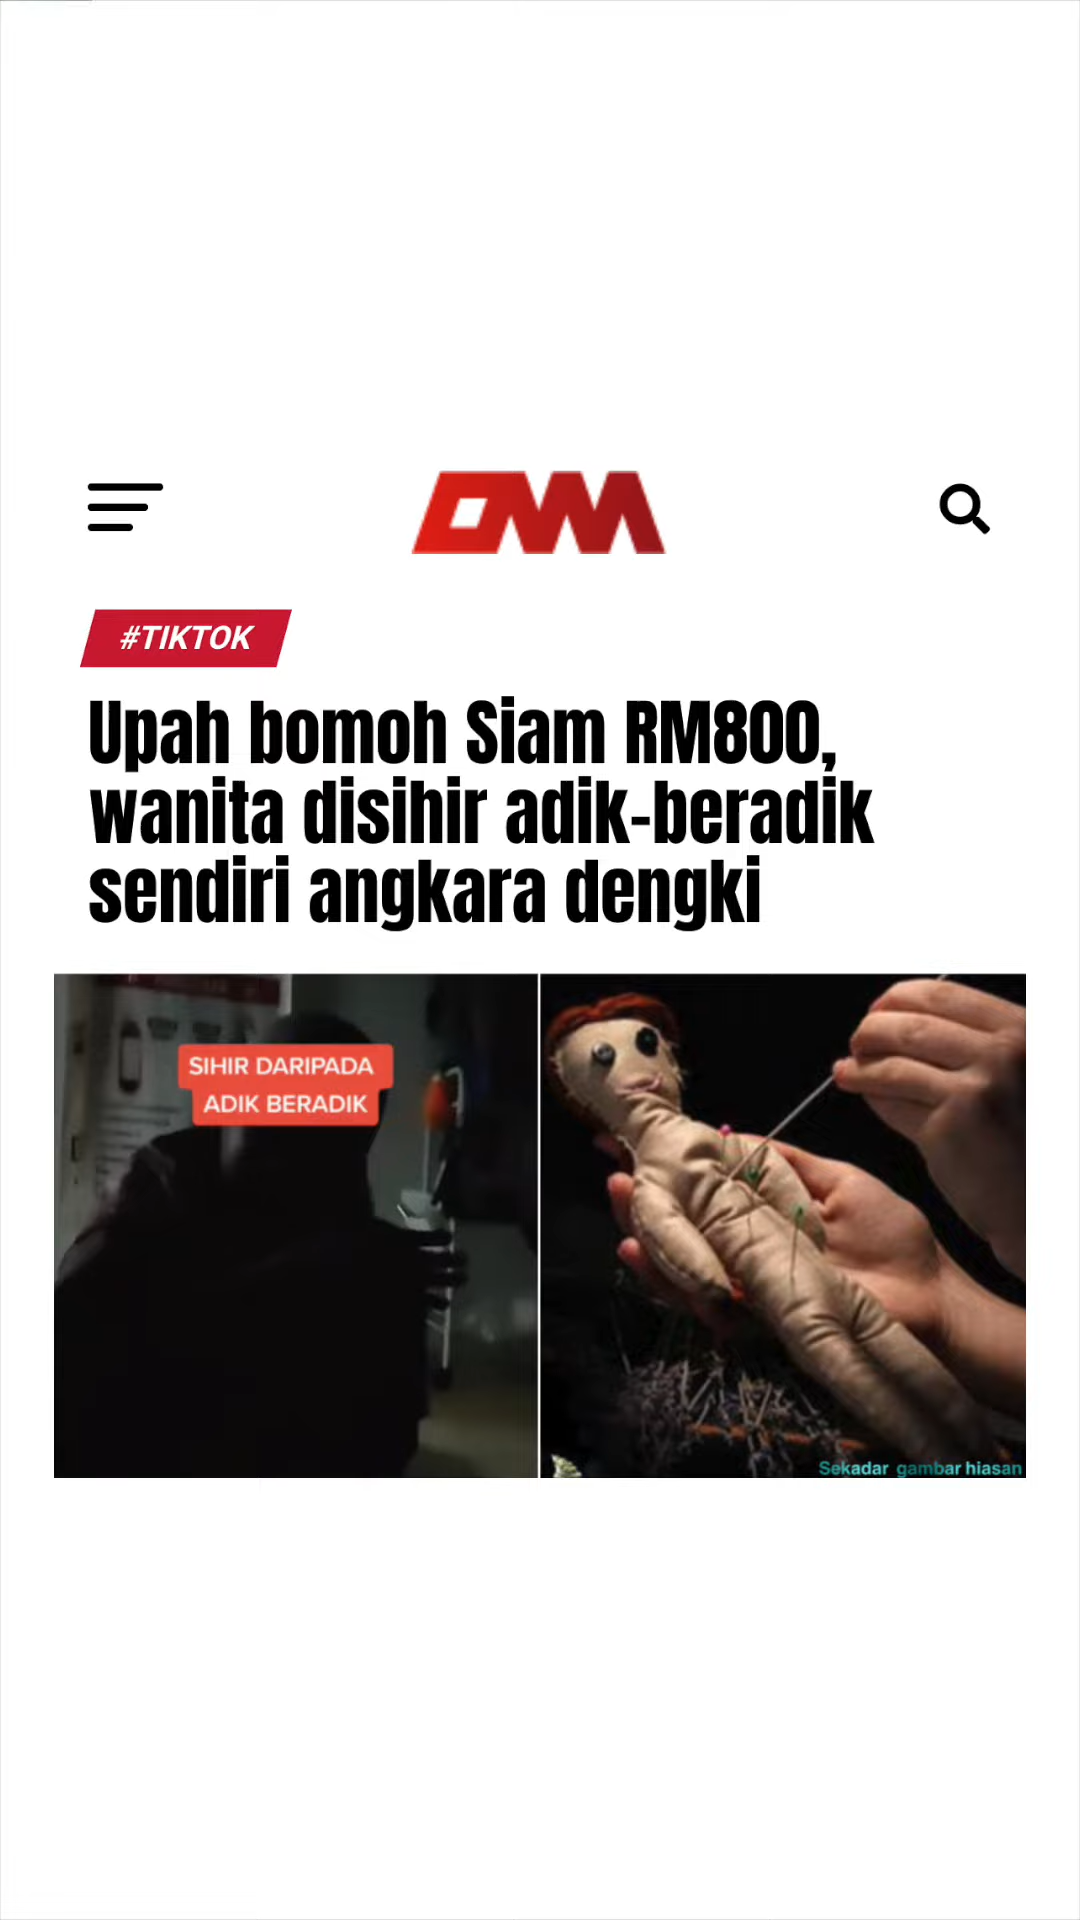 #TIKTOK
Upah bomoh Siam RM800,
wanita disihir adik-beradik
sendiri angkara dengki
SIHIR DARIPADA
ADIK BERADIK
Sekadar gambar hiasan